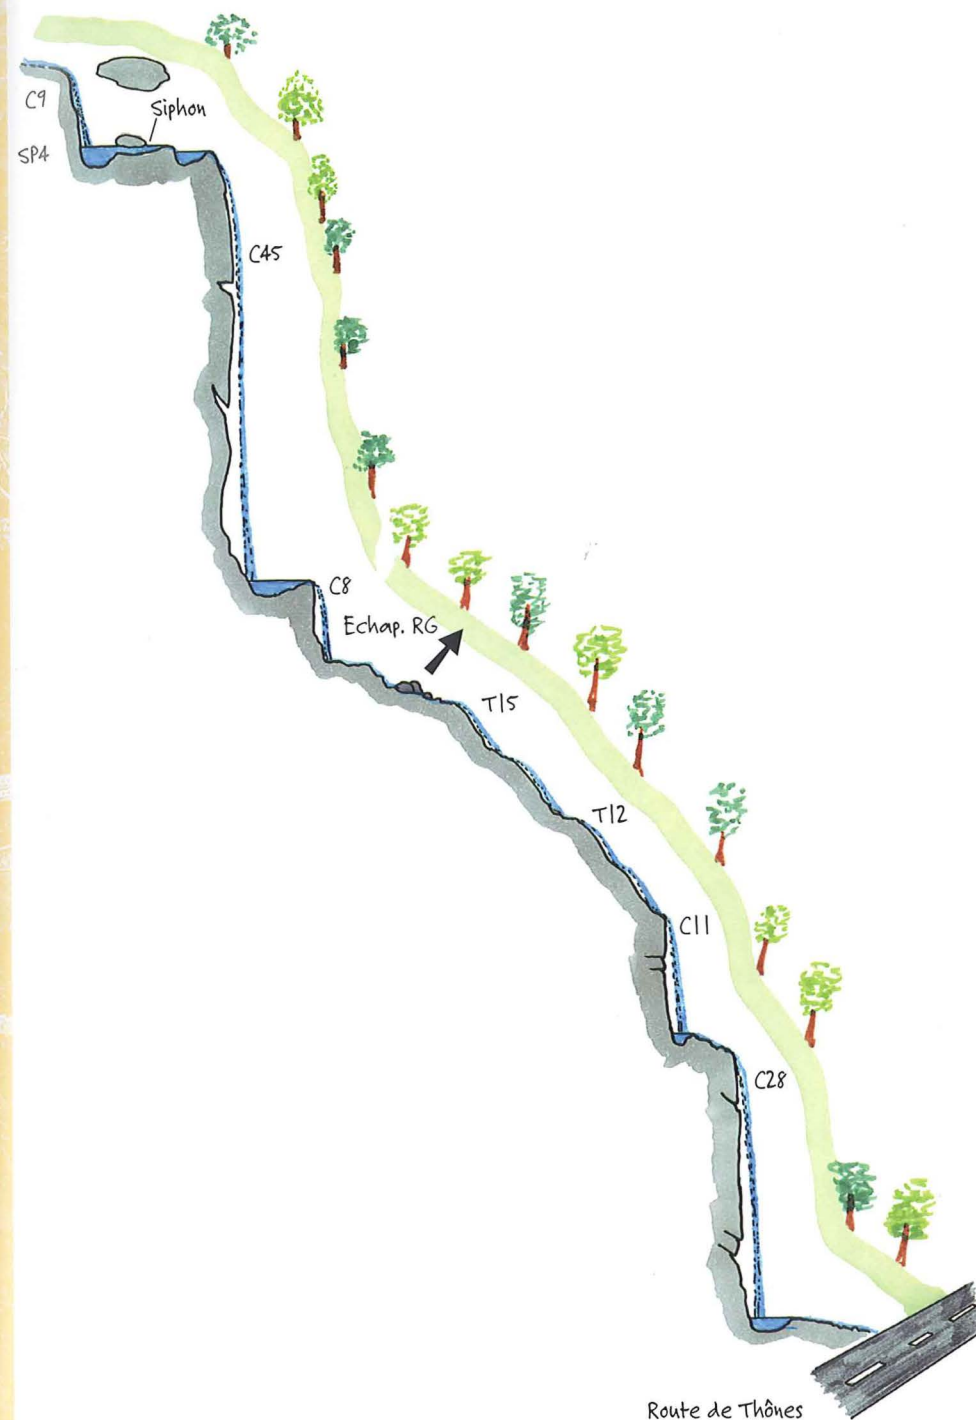 C9
Siphon
SP4
C45
C8
Echap. RG
T15
T12
C11
C28
Route de Thônes